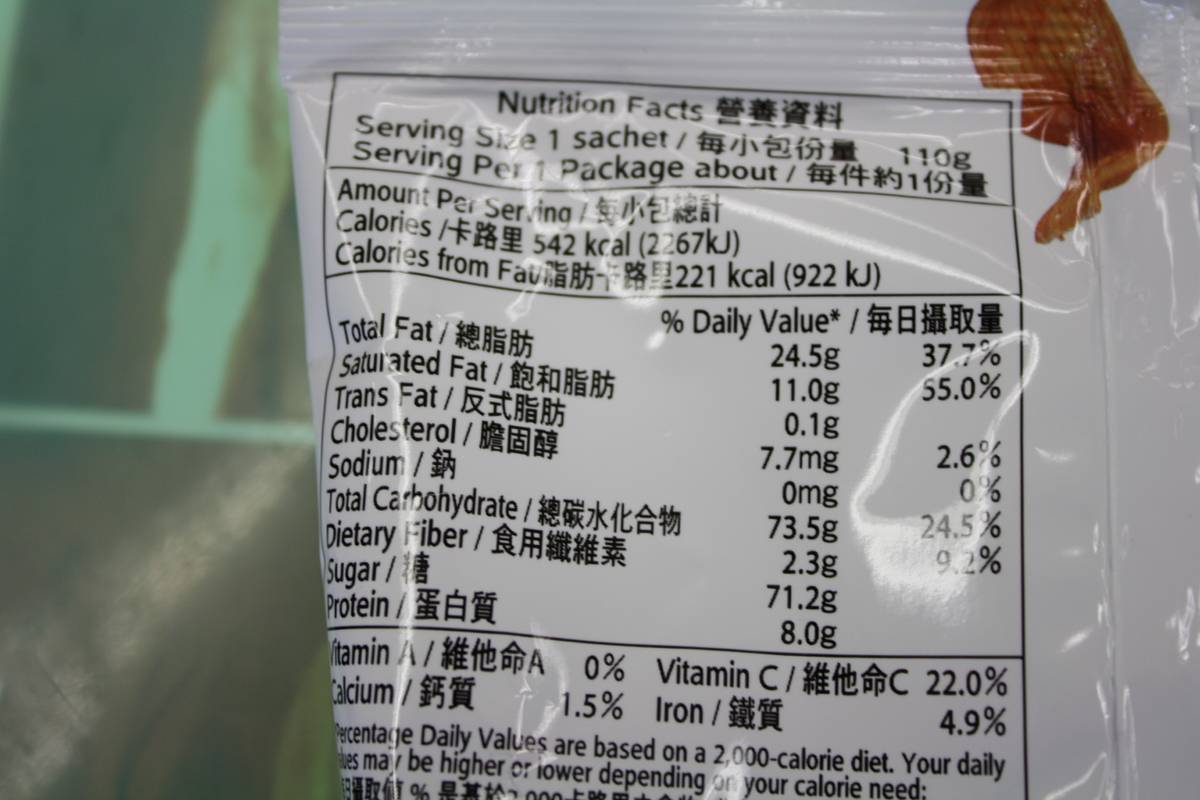 Nutrition Facts 營養資料
Serving Size 1 sachet / 每小包份量 110g
Serving Per 1 Package about / 每件約1份量
Amount Per Serving / 每小包總計
Calories /卡路里 542 kcal (2267kJ)
Calories from Fat/脂肪卡路里221 kcal (922 kJ)
% Daily Value* / 每日攝取量
Total Fat / 總脂肪 24.5g 37.7%
Saturated Fat / 飽和脂肪 11.0g 55.0%
Trans Fat / 反式脂肪 0.1g
Cholesterol / 膽固醇 7.7mg 2.6%
Sodium / 鈉 0mg 0%
Total Carbohydrate / 總碳水化合物 73.5g 24.5%
Dietary Fiber / 食用纖維素 2.3g 9.2%
Sugar / 糖 71.2g
Protein / 蛋白質 8.0g
Vitamin A / 維他命A 0% Vitamin C / 維他命C 22.0%
Calcium / 鈣質 1.5% Iron / 鐵質 4.9%
Percentage Daily Values are based on a 2,000-calorie diet. Your daily
values may be higher or lower depending on your calorie need: